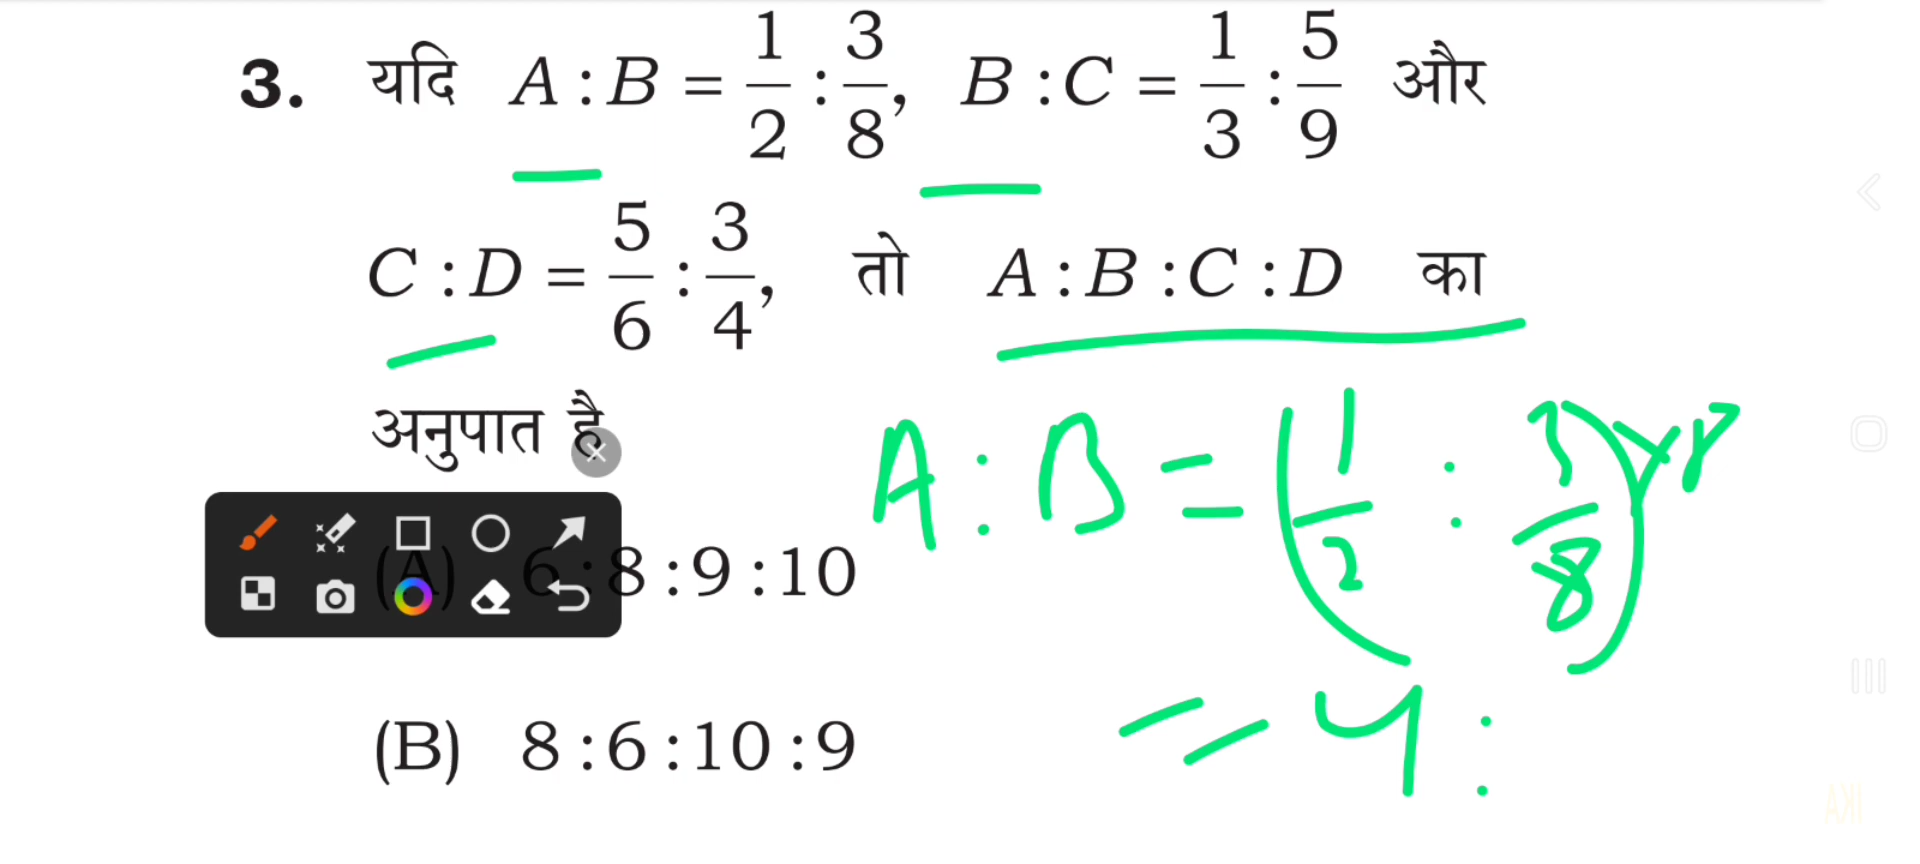 3. यदि A : B = 1/2 : 3/8, B : C = 1/3 : 5/9 और
C : D = 5/6 : 3/4, तो A : B : C : D का
अनुपात है
(A) 6 : 8 : 9 : 10
(B) 8 : 6 : 10 : 9
A : B = (1/2 : 3/8) × 8
= 4 :